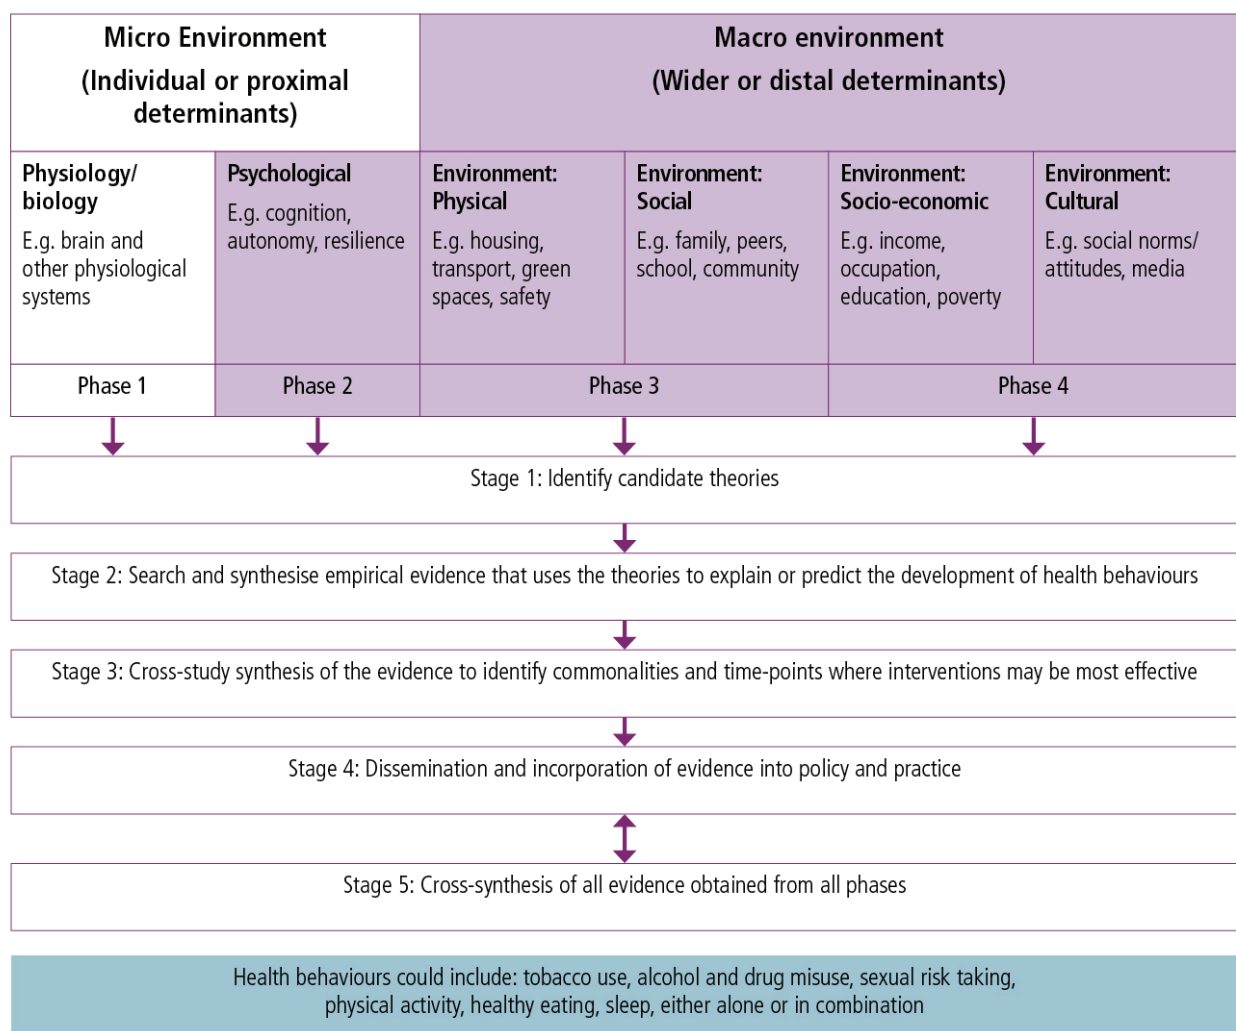 Micro Environment
(Individual or proximal
determinants)
Macro environment
(Wider or distal determinants)
Physiology/
biology
E.g. brain and
other physiological
systems
Psychological
E.g. cognition,
autonomy, resilience
Environment:
Physical
E.g. housing,
transport, green
spaces, safety
Environment:
Social
E.g. family, peers,
school, community
Environment:
Socio-economic
E.g. income,
occupation,
education, poverty
Environment:
Cultural
E.g. social norms/
attitudes, media
Phase 1
Phase 2
Phase 3
Phase 4
Stage 1: Identify candidate theories
Stage 2: Search and synthesise empirical evidence that uses the theories to explain or predict the development of health behaviours
Stage 3: Cross-study synthesis of the evidence to identify commonalities and time-points where interventions may be most effective
Stage 4: Dissemination and incorporation of evidence into policy and practice
Stage 5: Cross-synthesis of all evidence obtained from all phases
Health behaviours could include: tobacco use, alcohol and drug misuse, sexual risk taking,
physical activity, healthy eating, sleep, either alone or in combination